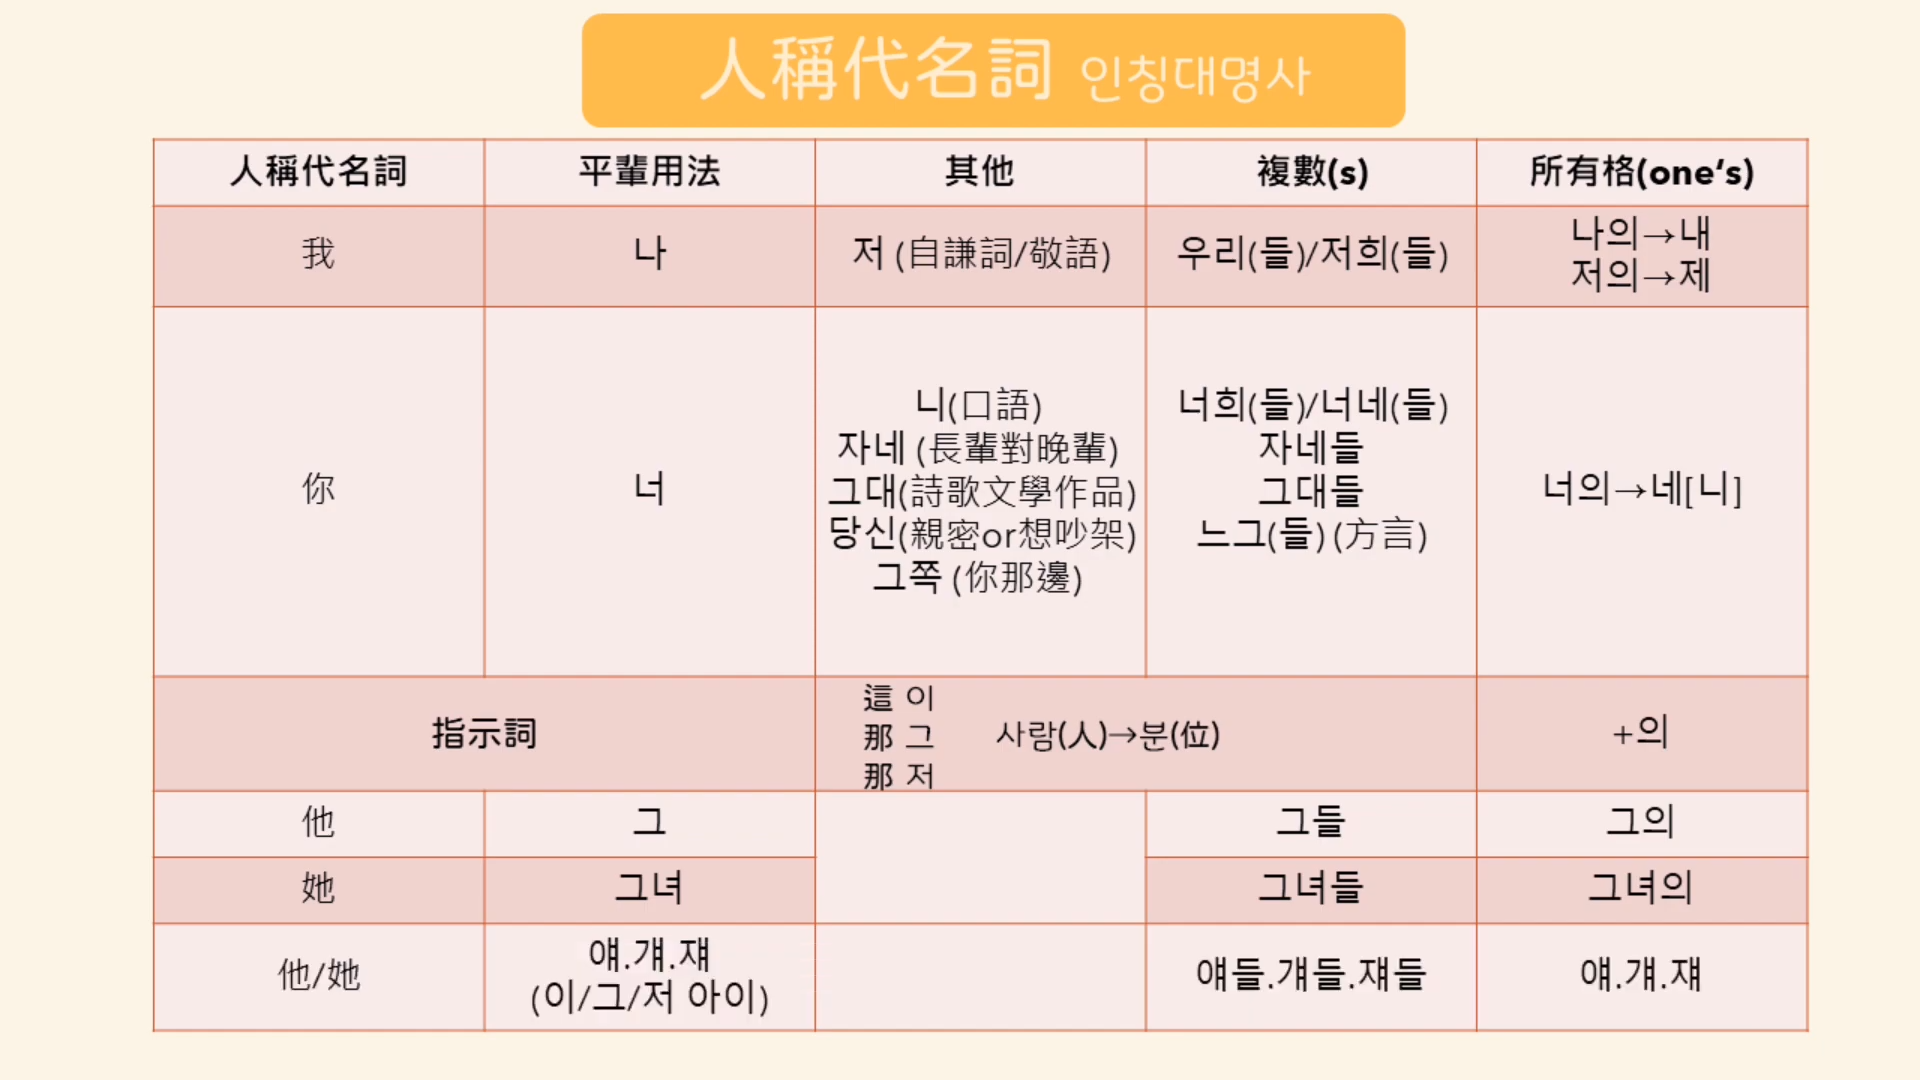 人稱代名詞 인칭대명사
人稱代名詞 平輩用法 其他 複數(s) 所有格(one‘s)
我 나 저 (自謙詞/敬語) 우리(들)/저희(들) 나의→내
저의→제
你 너 니(口語)
자네 (長輩對晚輩)
그대(詩歌文學作品)
당신(親密or想吵架)
그쪽 (你那邊)
너희(들)/너네(들)
자네들
그대들
느그(들) (方言)
너의→네[니]
指示詞
這 이
那 그
那 저
사람(人)→분(位)
+의
他 그 그들 그의
她 그녀 그녀들 그녀의
他/她
얘.걔.쟤
(이/그/저 아이)
얘들.걔들.쟤들
얘.걔.쟤